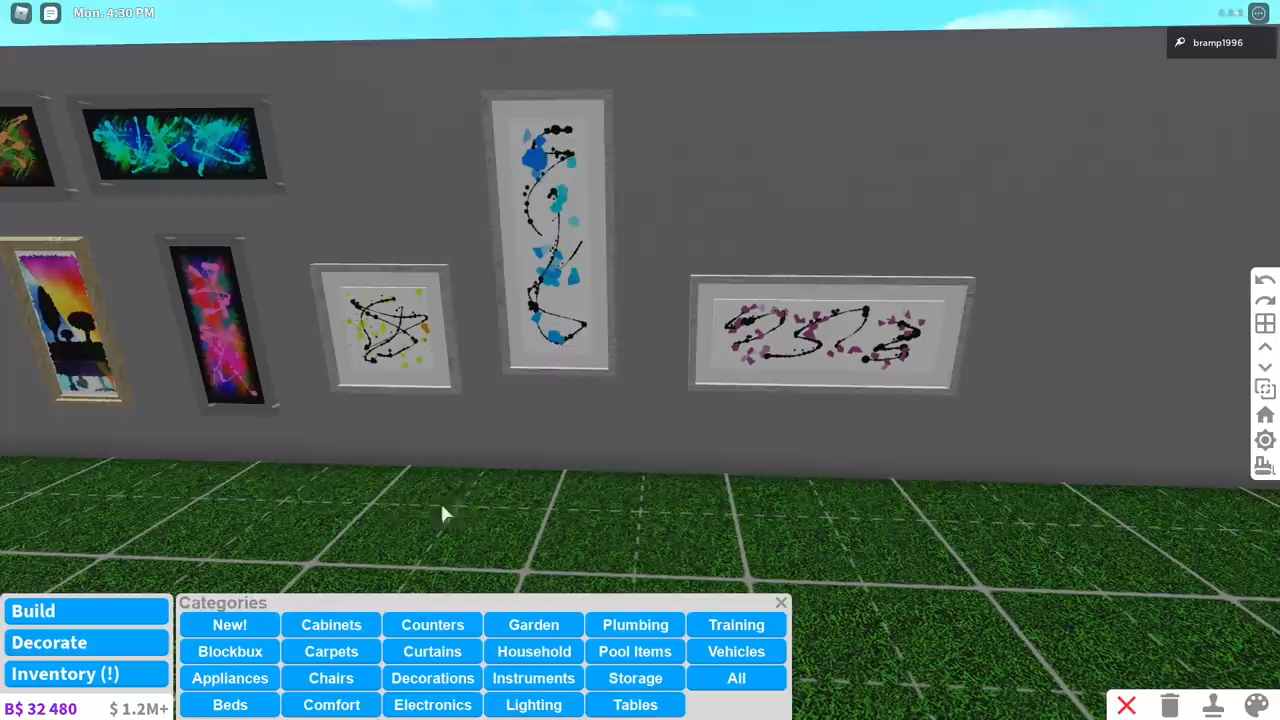 Mon. 4:30 PM
bramp1996
Build
Decorate
Inventory (!)
B$ 32 480 $ 1.2M+
Categories
New! Cabinets Counters Garden Plumbing Training
Blockbux Carpets Curtains Household Pool Items Vehicles
Appliances Chairs Decorations Instruments Storage All
Beds Comfort Electronics Lighting Tables